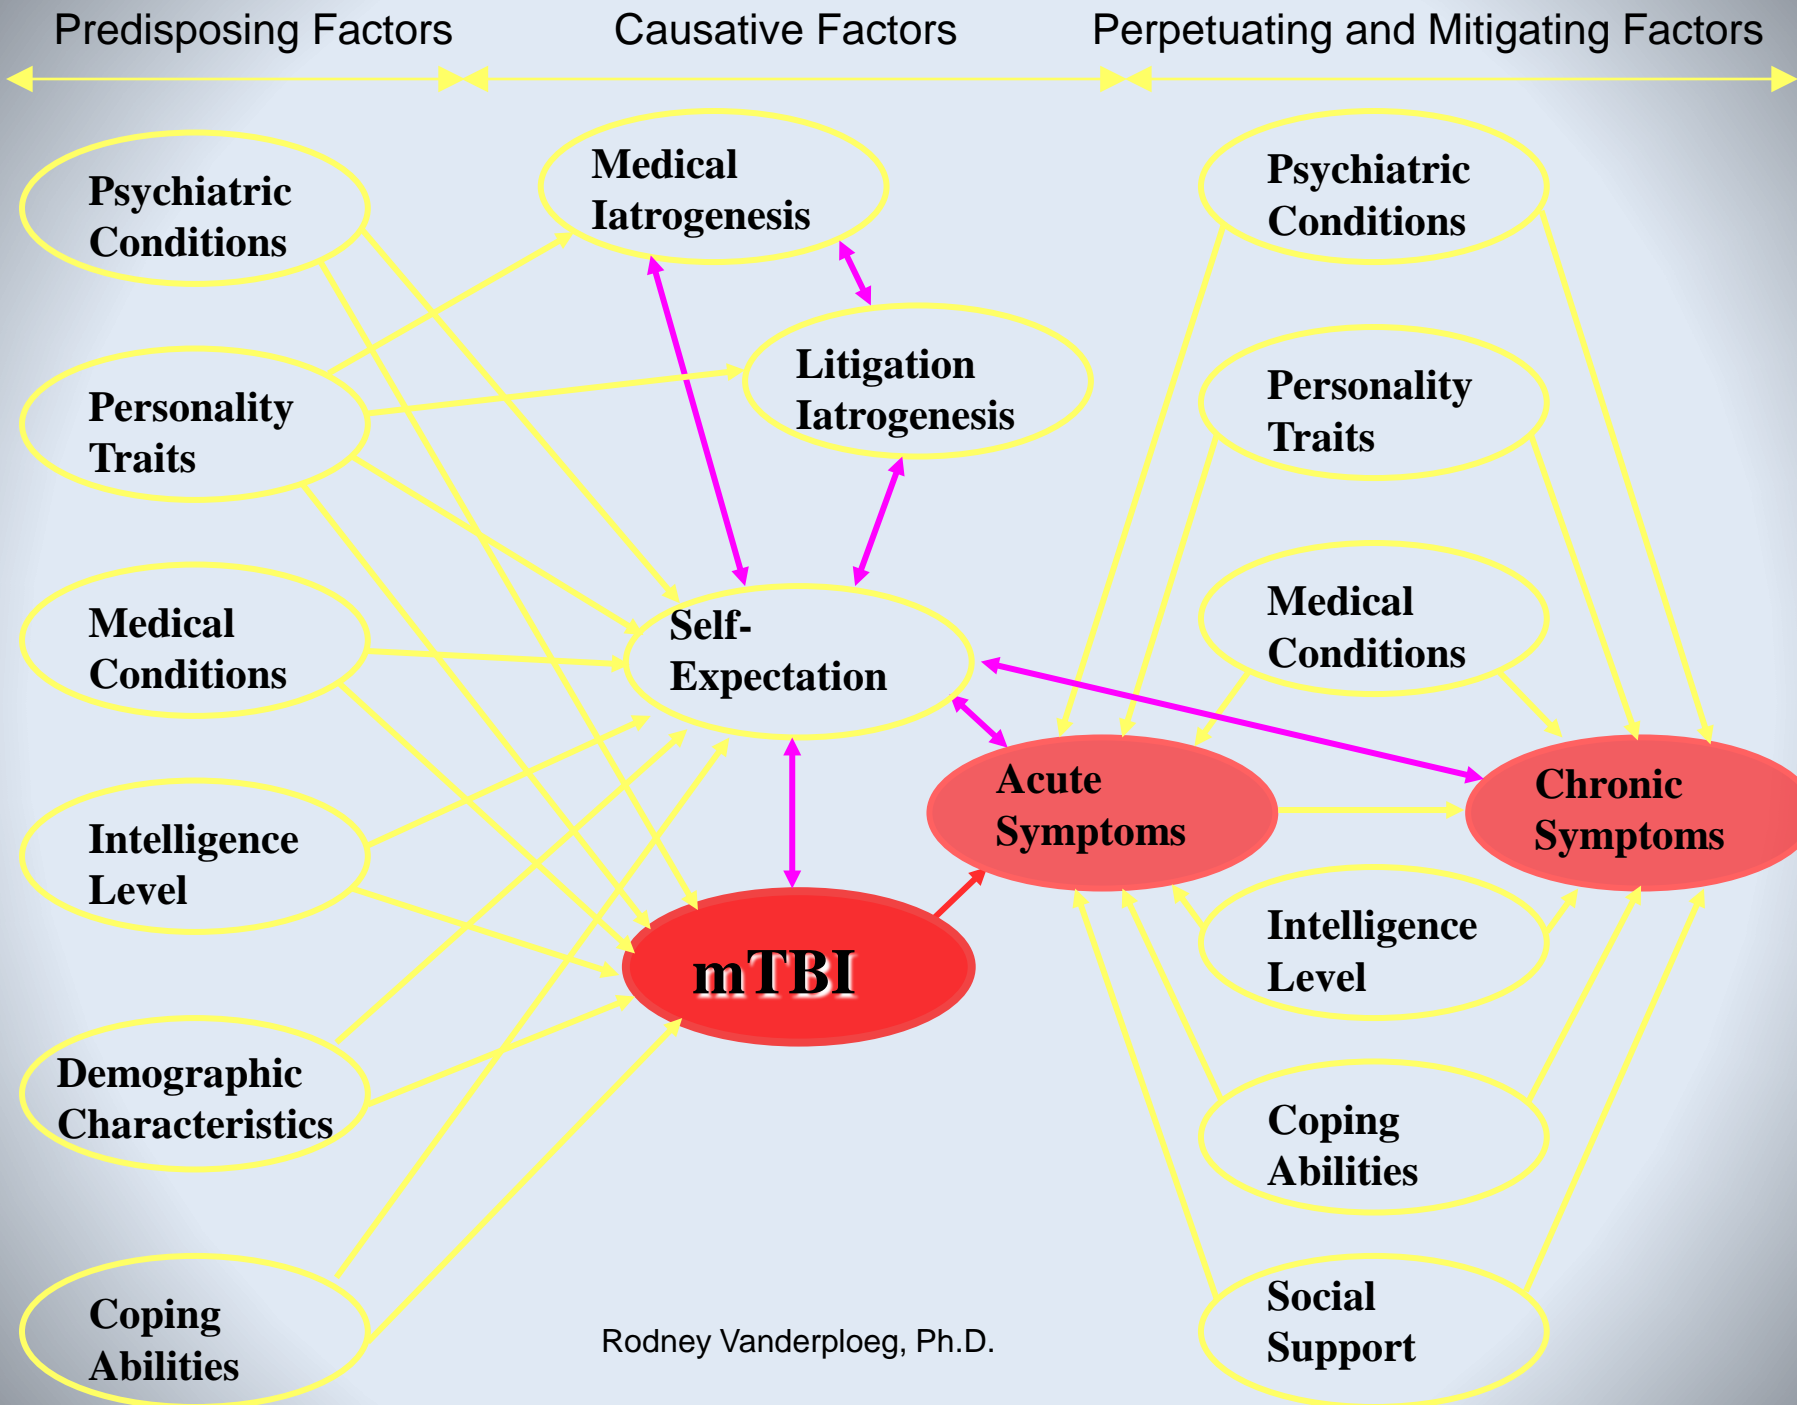 Predisposing Factors
Causative Factors
Perpetuating and Mitigating Factors
Psychiatric
Conditions
Personality
Traits
Medical
Conditions
Intelligence
Level
Demographic
Characteristics
Coping
Abilities
Medical
Iatrogenesis
Litigation
Iatrogenesis
Self-
Expectation
mTBI
Acute
Symptoms
Rodney Vanderploeg, Ph.D.
Psychiatric
Conditions
Personality
Traits
Medical
Conditions
Chronic
Symptoms
Intelligence
Level
Coping
Abilities
Social
Support